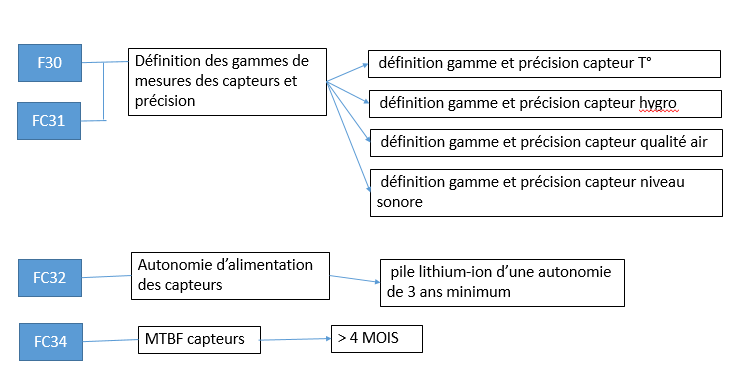 F30
FC31
Définition des gammes de
mesures des capteurs et
précision
définition gamme et précision capteur T°
définition gamme et précision capteur hygro
définition gamme et précision capteur qualité air
définition gamme et précision capteur niveau
sonore
FC32
Autonomie d’alimentation
des capteurs
pile lithium-ion d’une autonomie
de 3 ans minimum
FC34
MTBF capteurs
> 4 MOIS